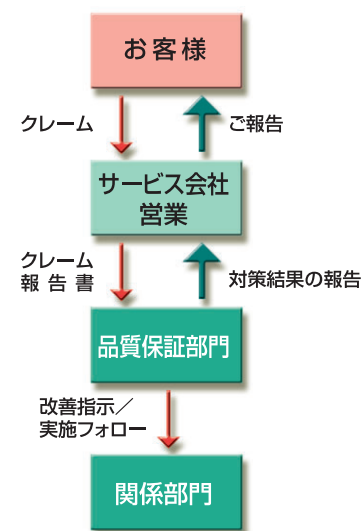 お客様
クレーム
ご報告
サービス会社
営業
クレーム
報告書
対策結果の報告
品質保証部門
改善指示／
実施フォロー
関係部門